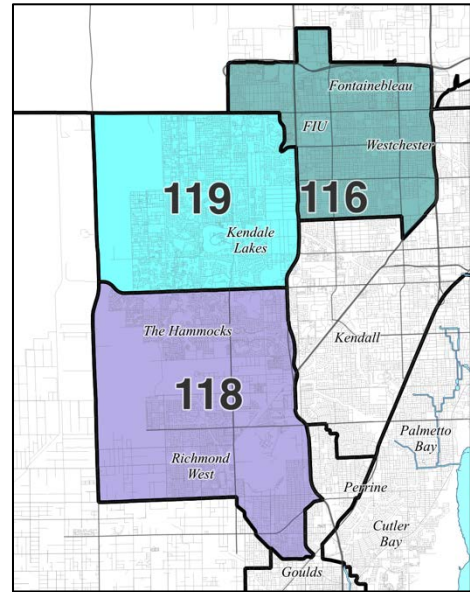 Fontainebleau
FIU
Westchester
119
116
Kendale
Lakes
The Hammocks
Kendall
118
Palmetto
Bay
Richmond
West
Perrine
Cutler
Bay
Goulds